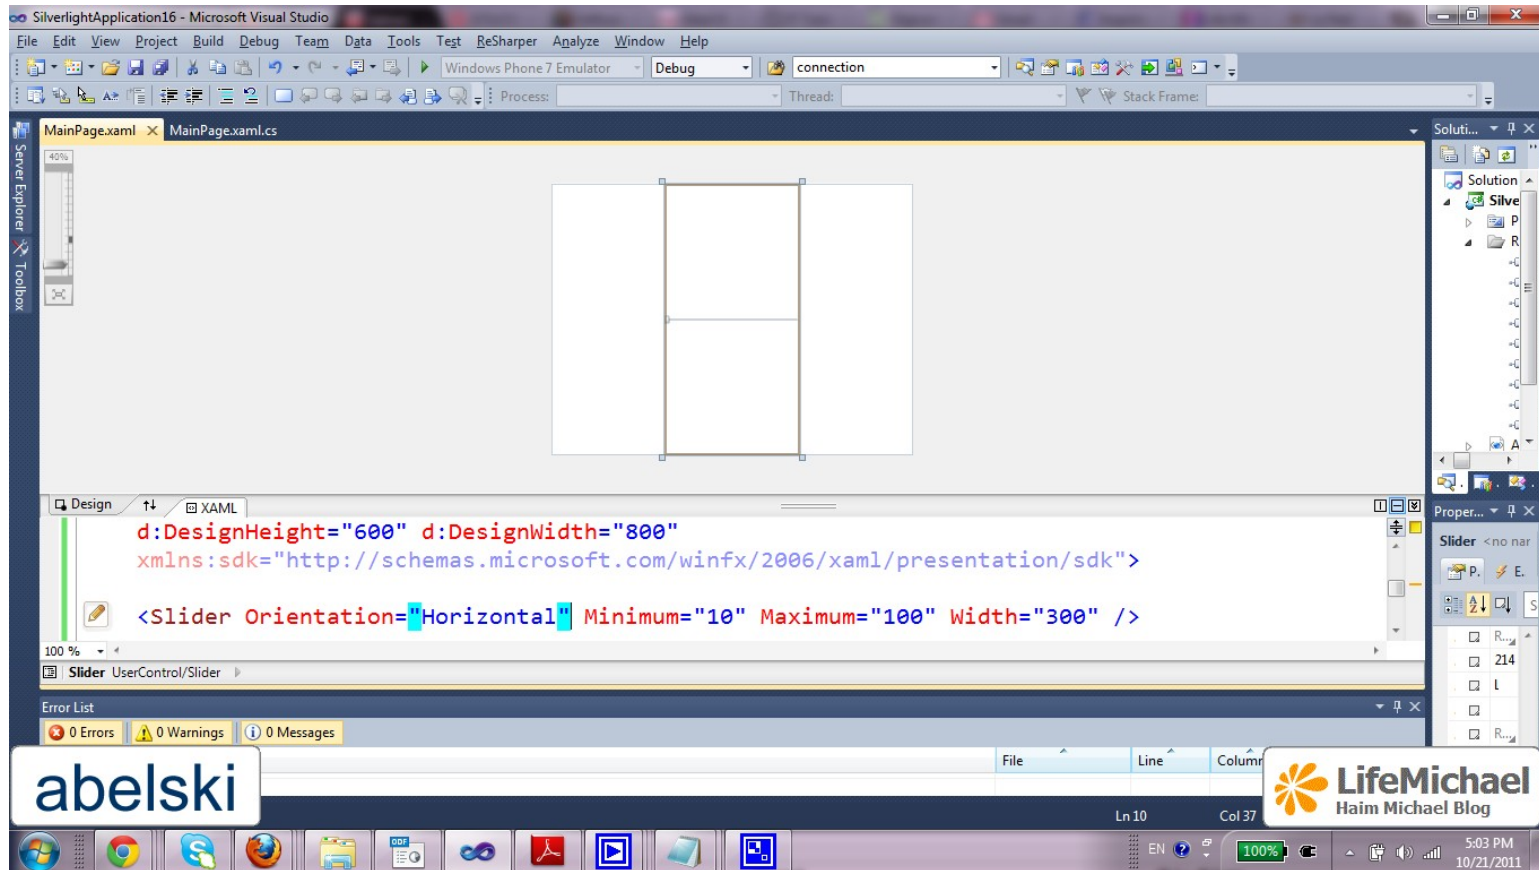 SilverlightApplication16 - Microsoft Visual Studio
File Edit View Project Build Debug Team Data Tools Test ReSharper Analyze Window Help
Windows Phone 7 Emulator Debug connection
Process: Thread: Stack Frame:
MainPage.xaml MainPage.xaml.cs
Soluti...
Server Explorer
Toolbox
40%
Solution
Silve
P
R
A
Design XAML
d:DesignHeight="600" d:DesignWidth="800"
xmlns:sdk="http://schemas.microsoft.com/winfx/2006/xaml/presentation/sdk">
<Slider Orientation="Horizontal" Minimum="10" Maximum="100" Width="300" />
100 %
Slider UserControl/Slider
Proper...
Slider <no nar
P. E.
S
R...
214
L
R...
Error List
0 Errors 0 Warnings 0 Messages
File Line Column
abelski
LifeMichael
Haim Michael Blog
Ln 10 Col 37
ODF
EN 100% 5:03 PM
10/21/2011